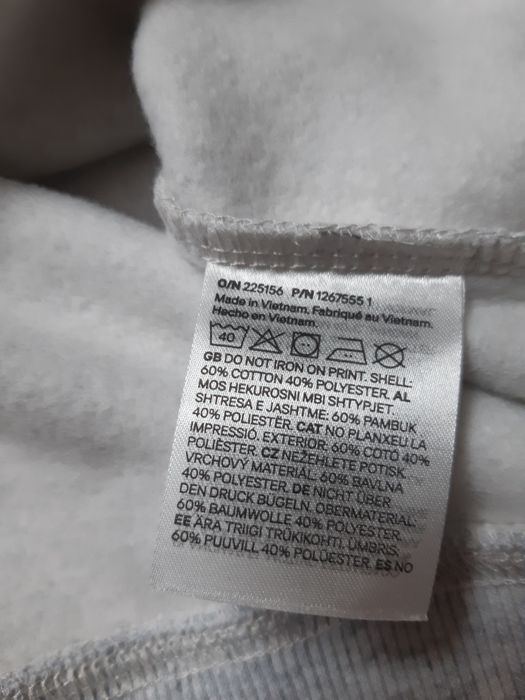 O/N 225156 P/N 1267555 1
Made in Vietnam. Fabriqué au Vietnam.
Hecho en Vietnam.
40
GB DO NOT IRON ON PRINT. SHELL:
60% COTTON 40% POLYESTER. AL
MOS HEKUROSNI MBI SHTYPJET.
SHTRESA E JASHTME: 60% PAMBUK
40% POLIESTËR. CAT NO PLANXEU LA
IMPRESSIÓ. EXTERIOR: 60% COTÓ 40%
POLIÈSTER. CZ NEŽEHLETE POTISK.
VRCHOVÝ MATERIÁL: 60% BAVLNA
40% POLYESTER. DE NICHT ÜBER
DEN DRUCK BÜGELN. OBERMATERIAL:
60% BAUMWOLLE 40% POLYESTER.
EE ÄRA TRIIGI TRÜKIKOHTI. ÜMBRIS:
60% PUUVILL 40% POLÜESTER. ES NO